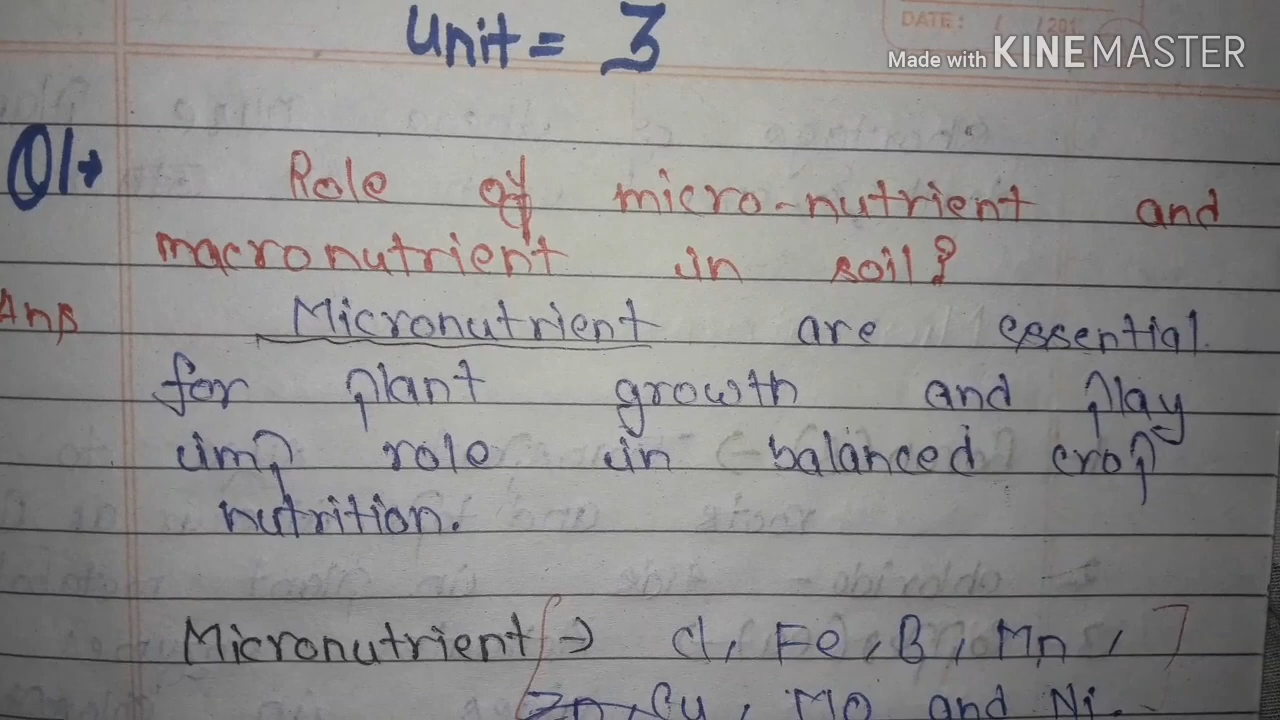 Unit = 3
DATE: / /201
Made with KINEMASTER
Q1→ Role of micro-nutrient and
macronutrient in soil?
Ans Micronutrient are essential
for plant growth and play
imp role in balanced crop
nutrition.
Micronutrient → Cl, Fe, B, Mn,
Zn, Cu, Mo and Ni.